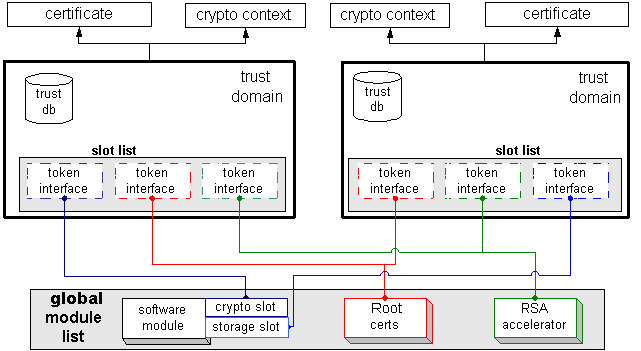 certificate
crypto context
crypto context
certificate
trust
domain
trust
db
slot list
token
interface
token
interface
token
interface
trust
domain
trust
db
slot list
token
interface
token
interface
token
interface
global
module
list
software
module
crypto slot
storage slot
Root
certs
RSA
accelerator